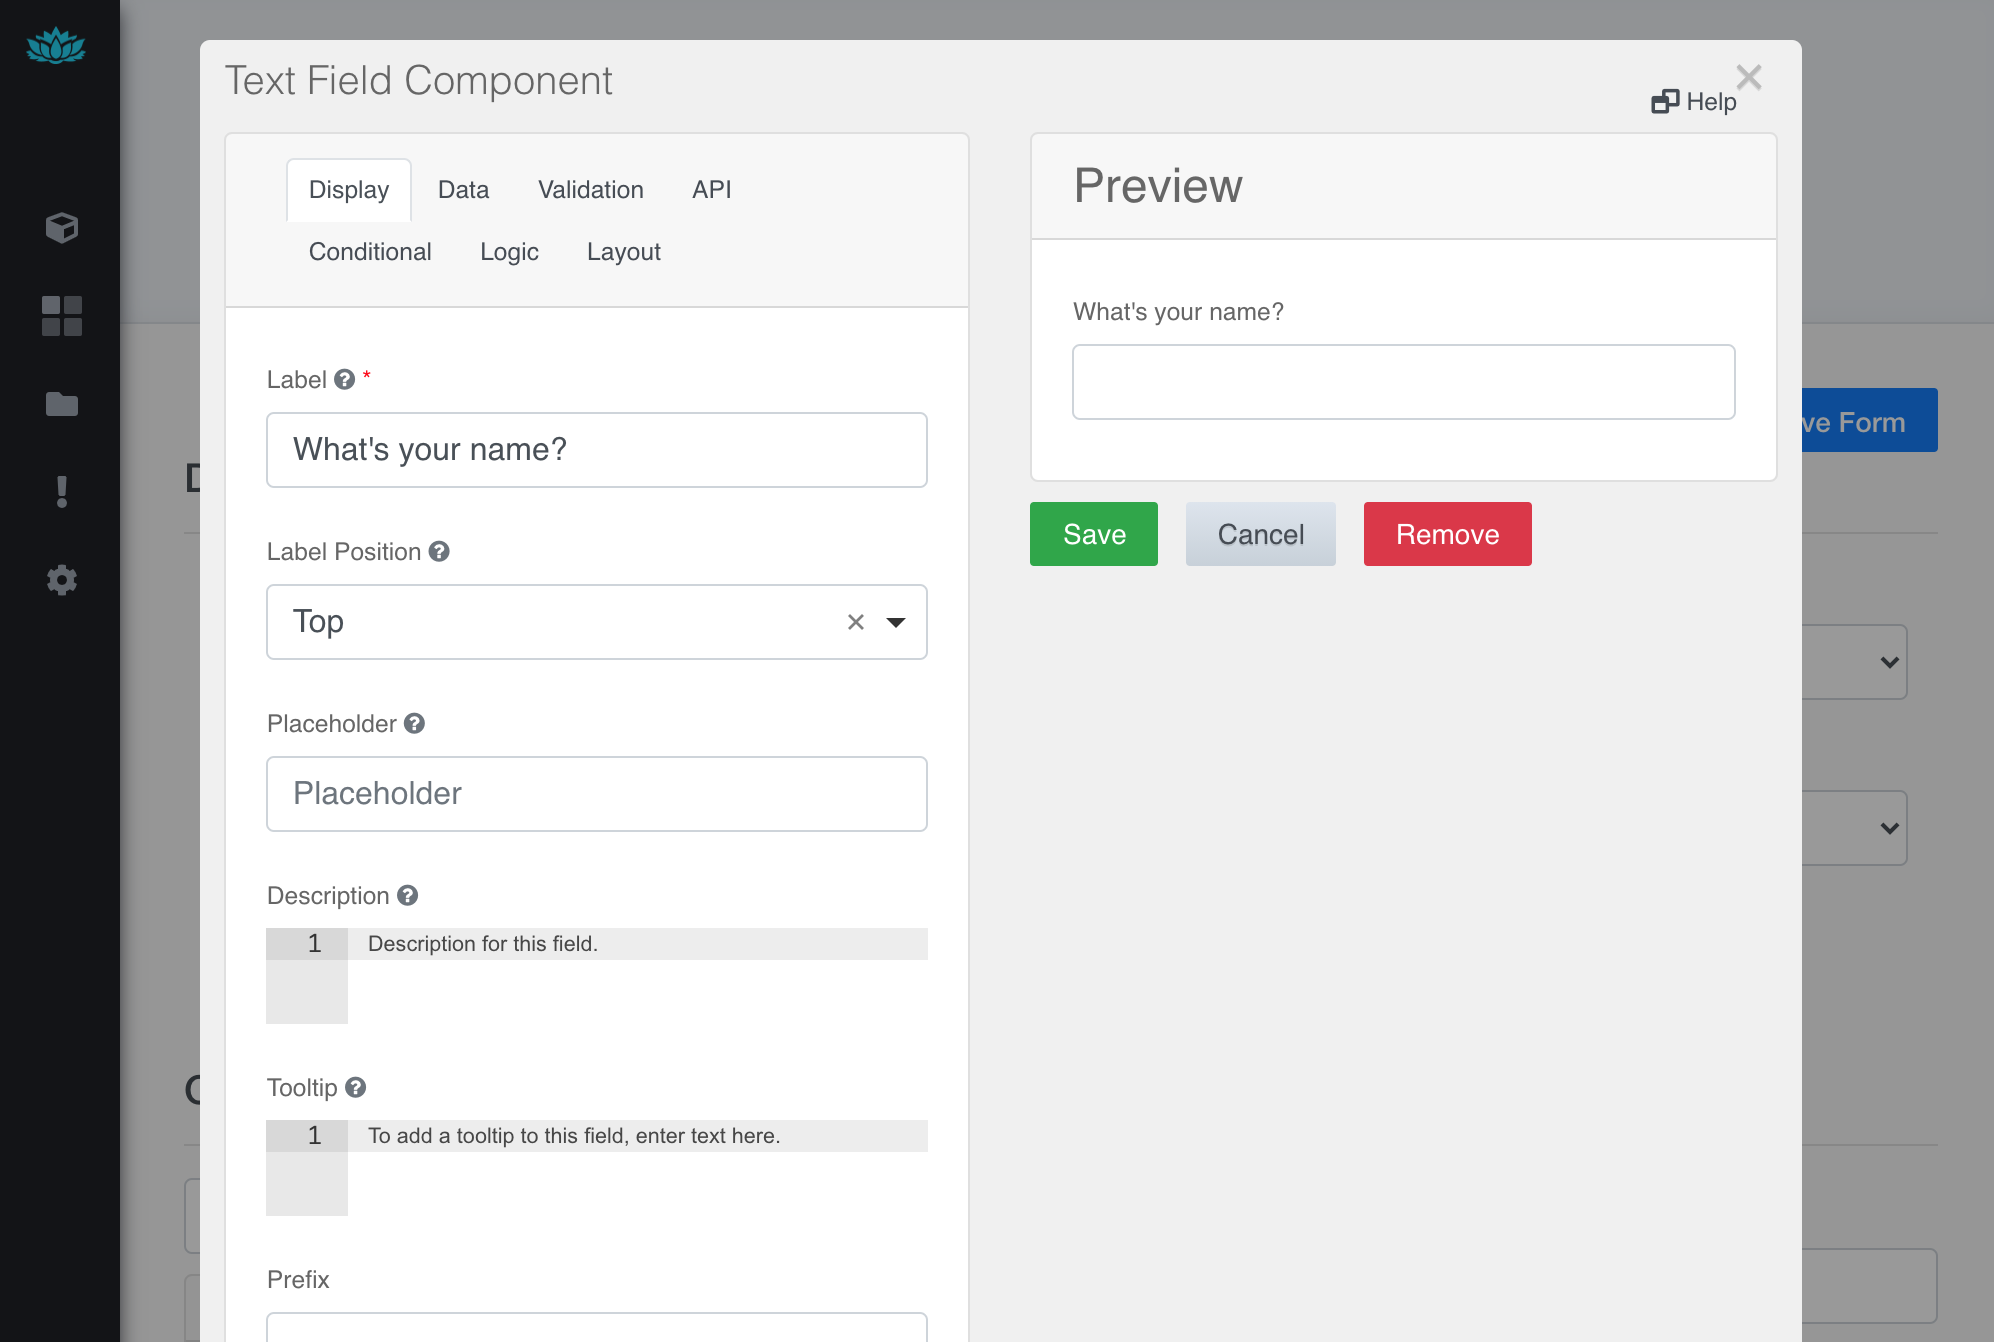 Text Field Component
Help
Display Data Validation API
Conditional Logic Layout
Label *
What's your name?
Label Position
Top
Placeholder
Placeholder
Description
1 Description for this field.
Tooltip
1 To add a tooltip to this field, enter text here.
Prefix
Preview
What's your name?
Save Cancel Remove
ve Form